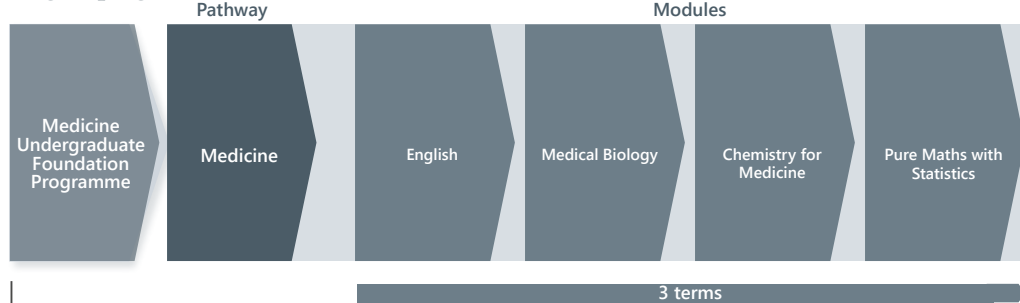 Pathway
Modules
Medicine
Undergraduate
Foundation
Programme
Medicine
English
Medical Biology
Chemistry for
Medicine
Pure Maths with
Statistics
3 terms